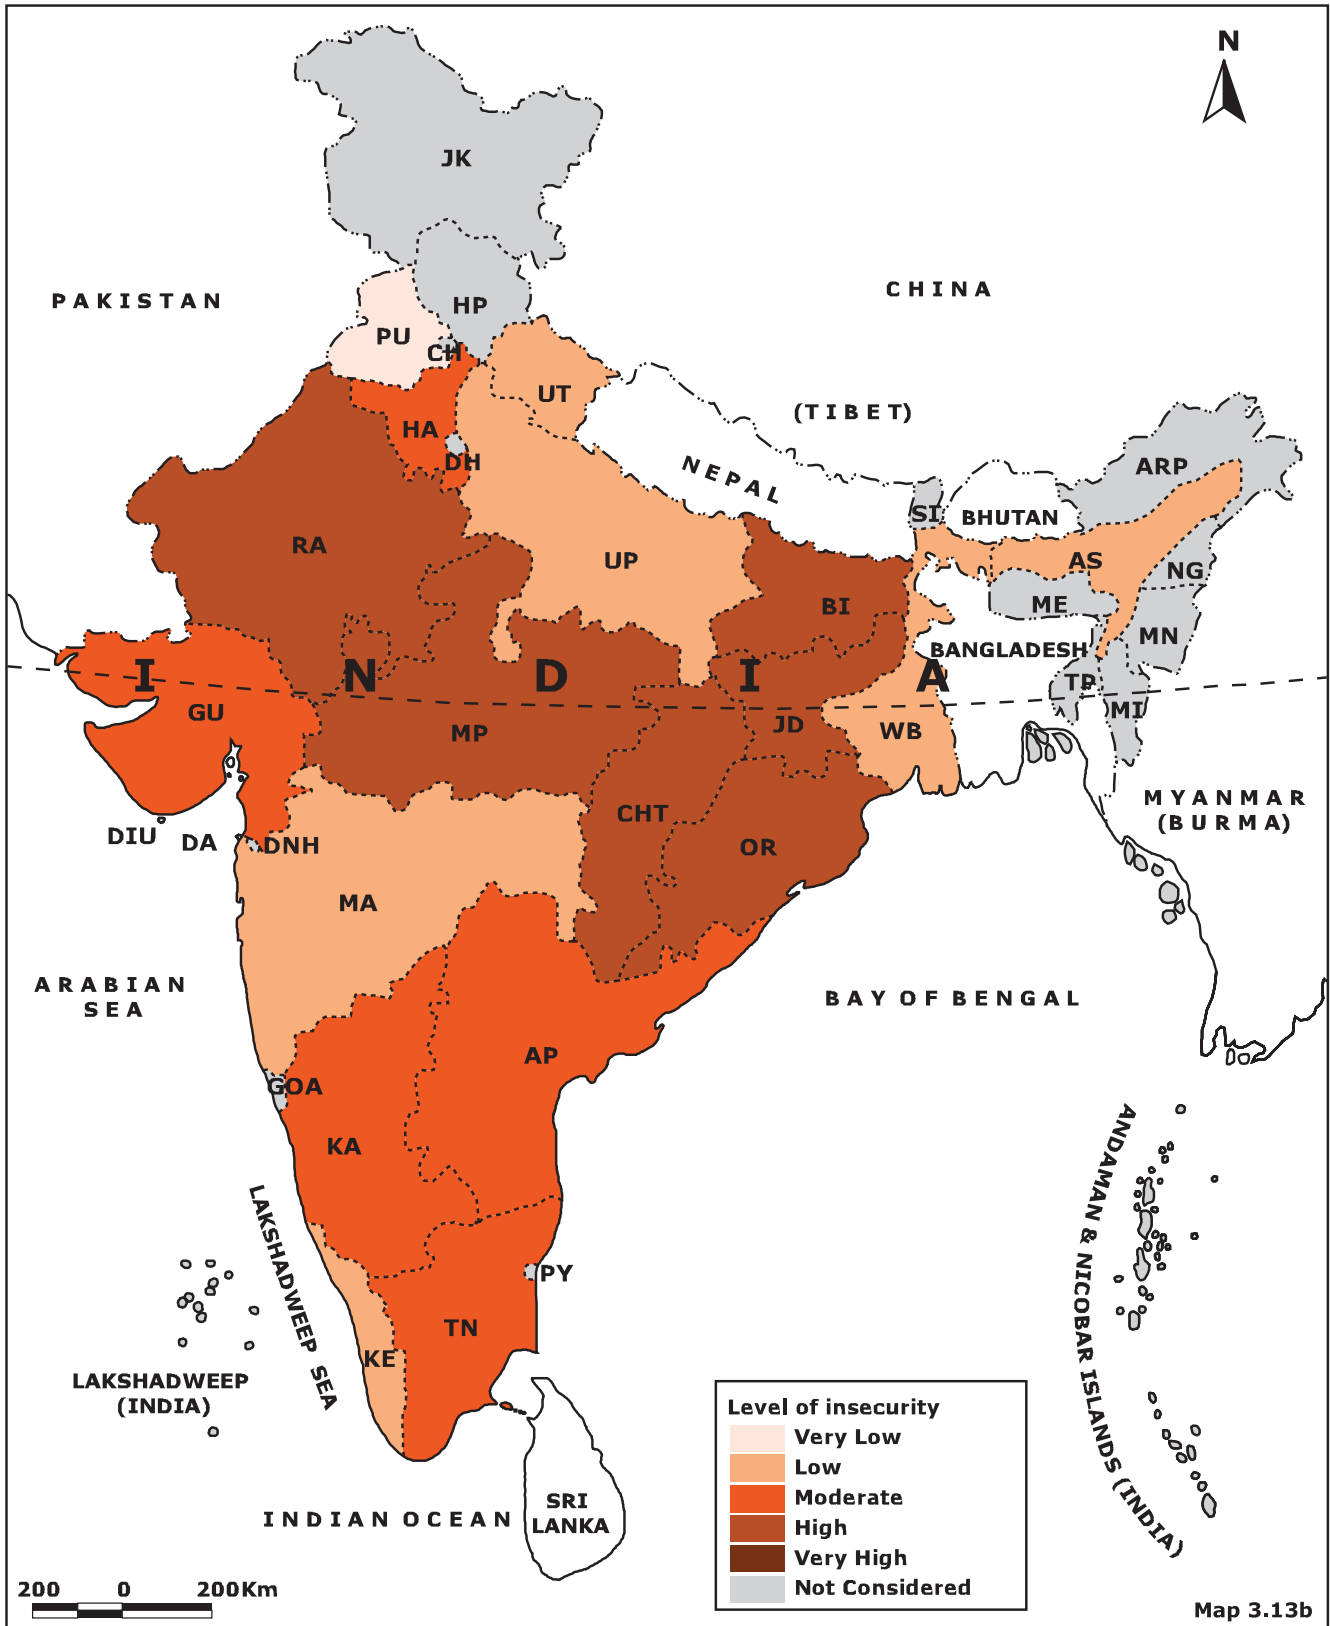 N
JK
PAKISTAN
CHINA
HP
PU
CH
UT
(TIBET)
HA
DH
NEPAL
ARP
SI
BHUTAN
RA
UP
AS
NG
BI
ME
MN
BANGLADESH
I N D I A
TP
MI
GU
MP
JD
WB
MYANMAR
(BURMA)
CHT
DIU
DA
DNH
OR
MA
ARABIAN
SEA
BAY OF BENGAL
AP
GOA
KA
LAKSHADWEEP SEA
ANDAMAN & NICOBAR ISLANDS (INDIA)
PY
TN
KE
LAKSHADWEEP
(INDIA)
Level of insecurity
Very Low
Low
Moderate
High
Very High
Not Considered
INDIAN OCEAN
SRI
LANKA
200 0 200Km
Map 3.13b